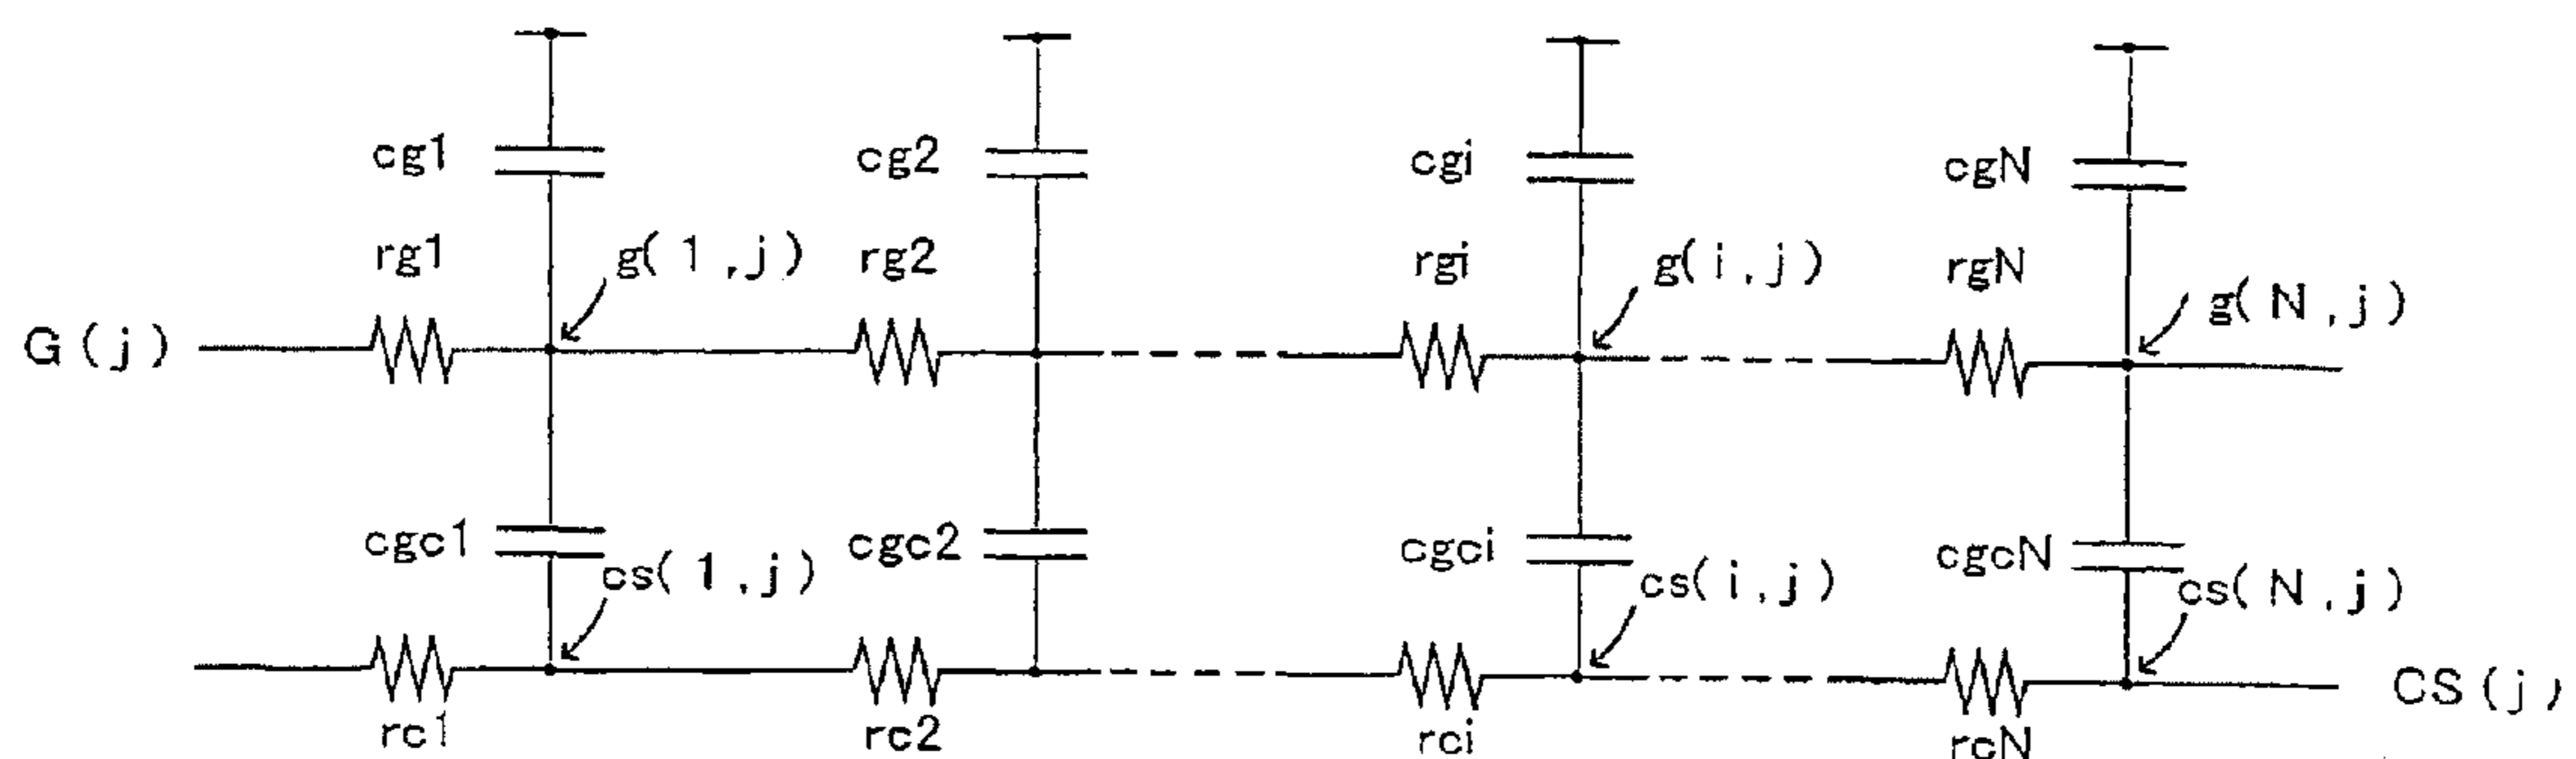 cg1 cg2 cgi cgN
rg1 g(1,j) rg2 rgi g(i,j) rgN g(N,j)
G(j)
cgc1 cgc2 cgci cgcN
cs(1,j) cs(i,j) cs(N,j)
CS(j)
rc1 rc2 rci rcN